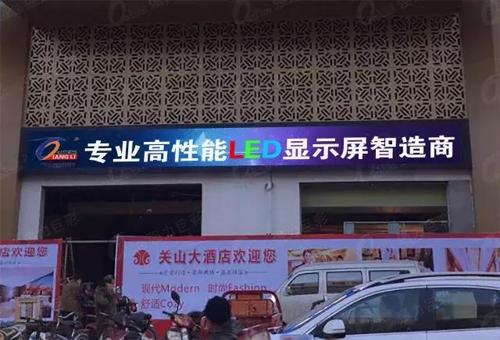 QIANGLI 专业高性能LED显示屏智造商
店欢迎您
关山大酒店欢迎您
现代Modern 时尚Fashion
舒适Cozy